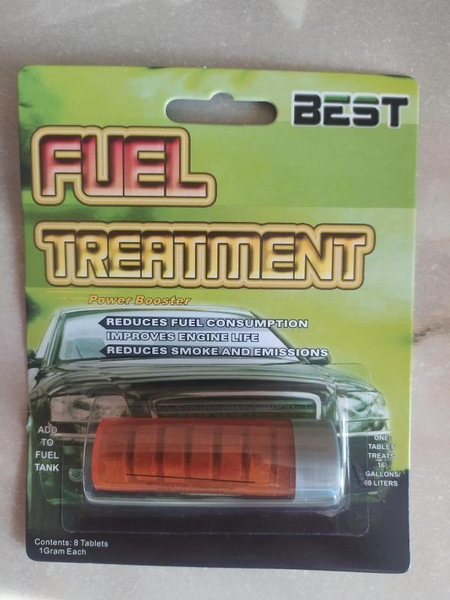 BEST
FUEL
TREATMENT
Power Booster
REDUCES FUEL CONSUMPTION
IMPROVES ENGINE LIFE
REDUCES SMOKE AND EMISSIONS
ADD
TO
FUEL
TANK
ONE
TABLET
TREATS
16
GALLONS/
60 LITERS
Contents: 8 Tablets
1Gram Each